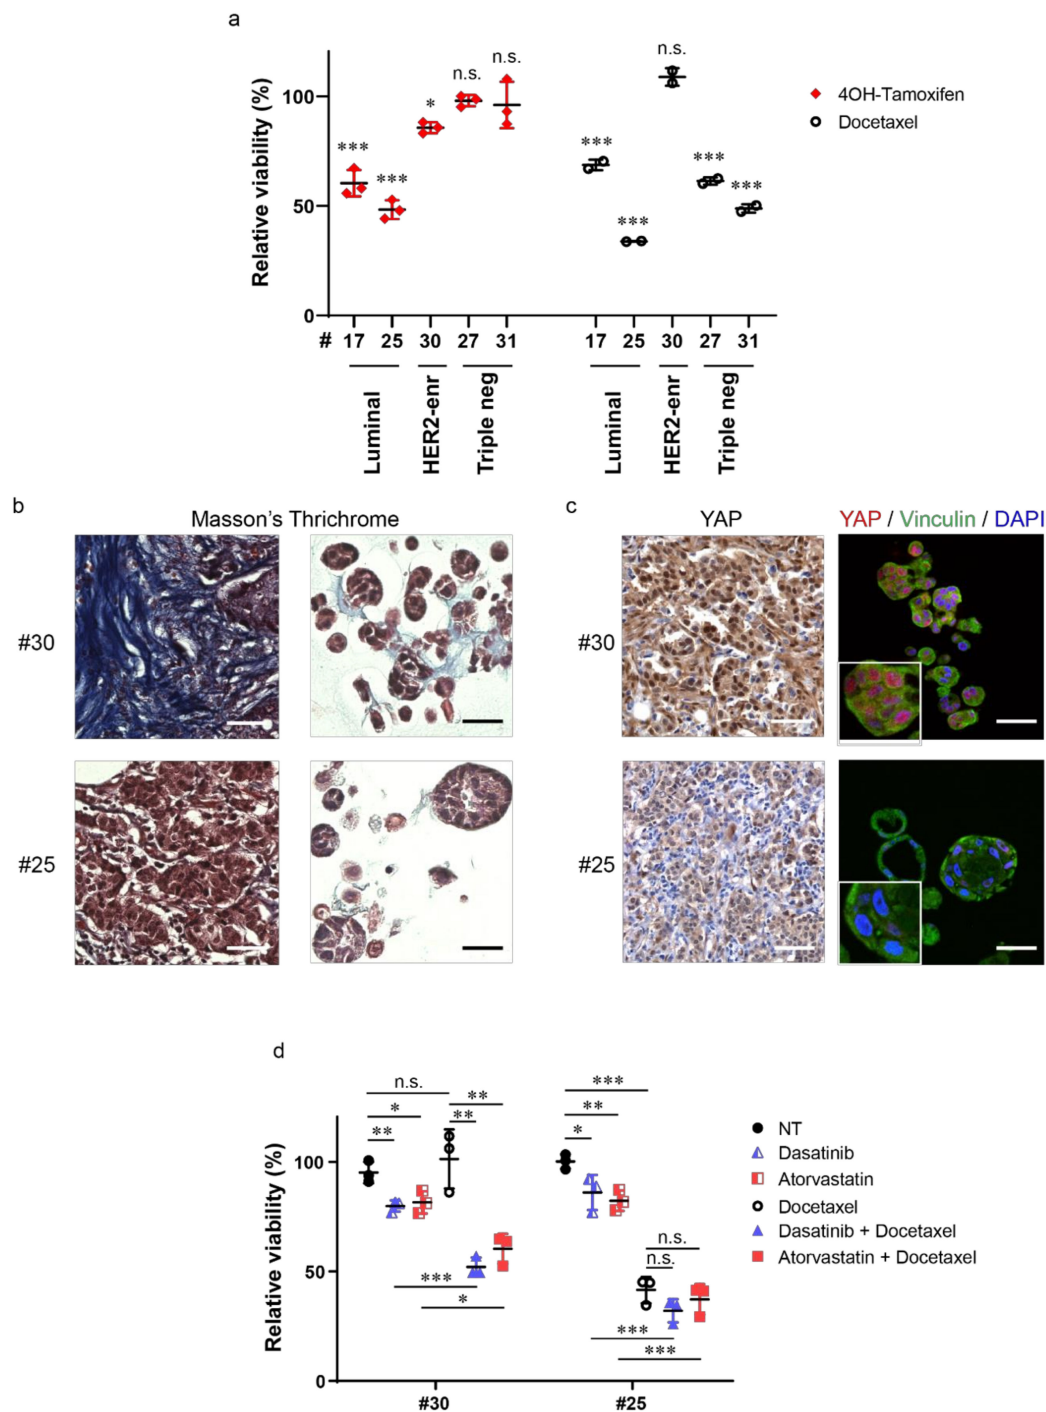 a
Relative viability (%)
100
50
0
***
***
*
n.s.
n.s.
***
***
n.s.
***
***
4OH-Tamoxifen
Docetaxel
# 17 25 30 27 31 17 25 30 27 31
Luminal
HER2-enr
Triple neg
Luminal
HER2-enr
Triple neg
b
Masson's Thrichrome
#30
#25
c
YAP
YAP / Vinculin / DAPI
#30
#25
d
Relative viability (%)
100
50
0
n.s.
*
**
**
**
***
*
***
**
*
n.s.
n.s.
***
***
#30 #25
NT
Dasatinib
Atorvastatin
Docetaxel
Dasatinib + Docetaxel
Atorvastatin + Docetaxel